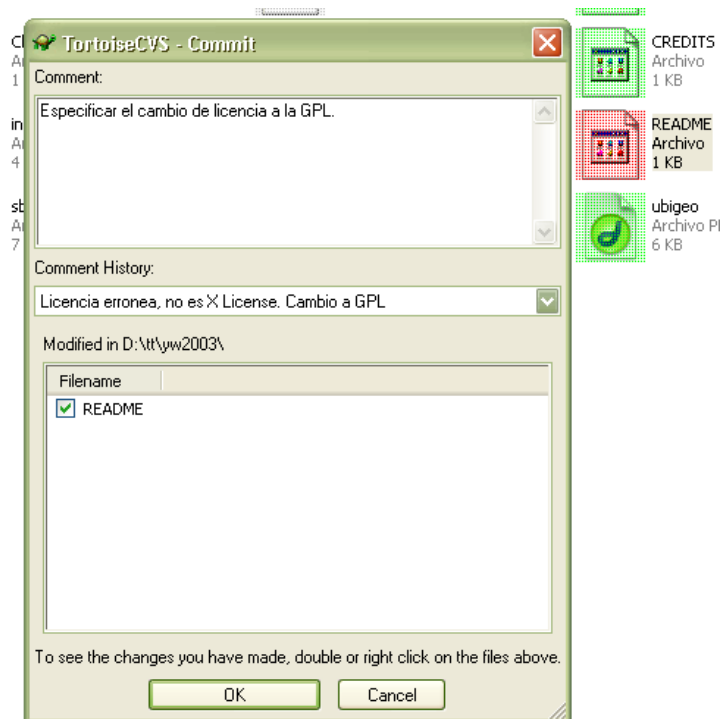 TortoiseCVS - Commit
Comment:
Especificar el cambio de licencia a la GPL.
Comment History:
Licencia erronea, no es X License. Cambio a GPL
Modified in D:\tt\yw2003\
Filename
README
To see the changes you have made, double or right click on the files above.
OK
Cancel
CREDITS
Archivo
1 KB
README
Archivo
1 KB
ubigeo
Archivo
6 KB